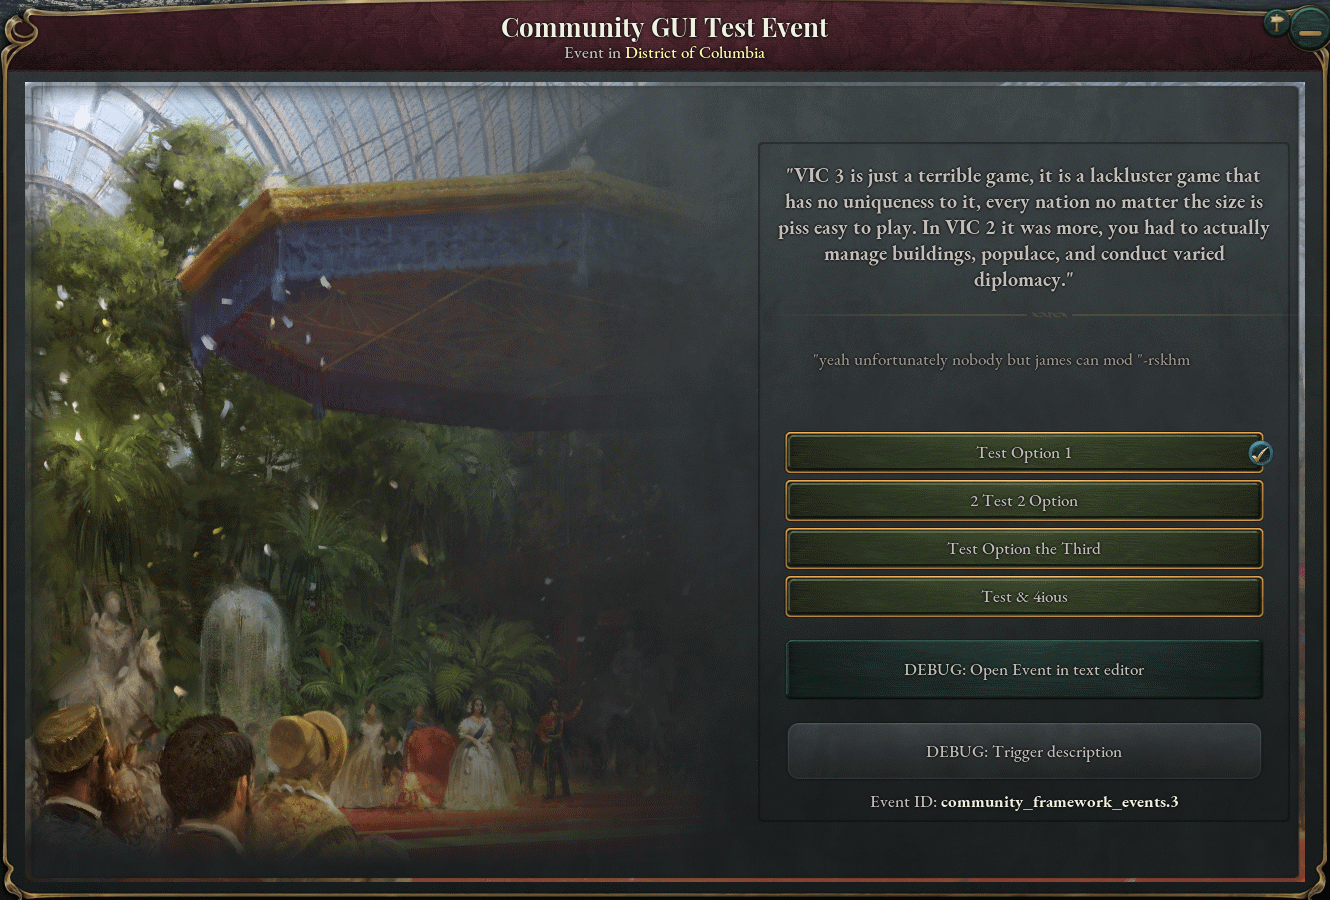 Community GUI Test Event
Event in District of Columbia
"VIC 3 is just a terrible game, it is a lackluster game that
has no uniqueness to it, every nation no matter the size is
piss easy to play. In VIC 2 it was more, you had to actually
manage buildings, populace, and conduct varied
diplomacy."
"yeah unfortunately nobody but james can mod "-rskhm
Test Option 1
2 Test 2 Option
Test Option the Third
Test & 4ious
DEBUG: Open Event in text editor
DEBUG: Trigger description
Event ID: community_framework_events.3